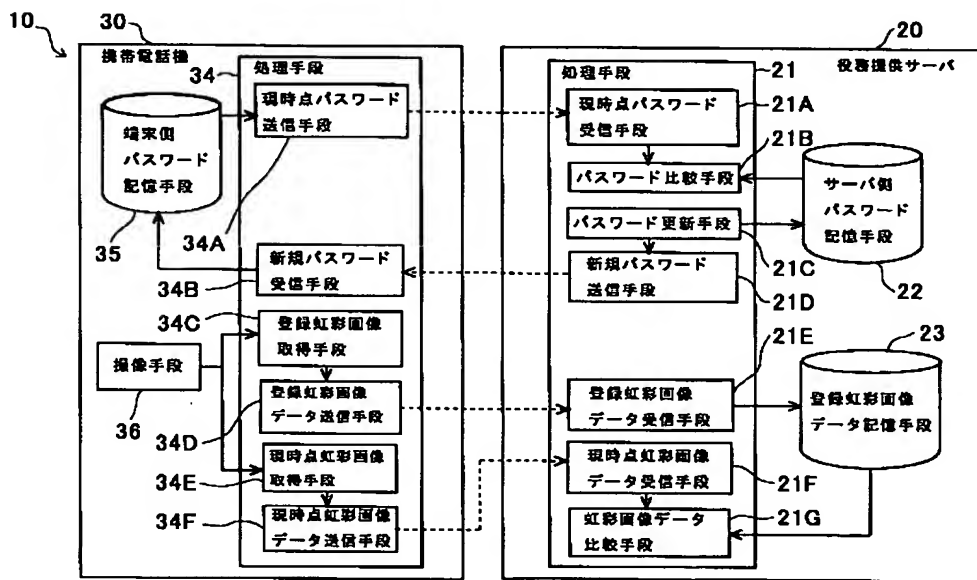 10
30
携帯電話機
34
処理手段
現時点パスワード
送信手段
34A
端末側
パスワード
記憶手段
35
新規パスワード
受信手段
34B
34C
登録虹彩画像
取得手段
撮像手段
36
登録虹彩画像
データ送信手段
34D
現時点虹彩画像
取得手段
34E
現時点虹彩画像
データ送信手段
34F
20
役務提供サーバ
21
処理手段
現時点パスワード
受信手段
21A
21B
パスワード比較手段
サーバ側
パスワード
記憶手段
22
パスワード更新手段
21C
新規パスワード
送信手段
21D
21E
登録虹彩画像
データ受信手段
23
登録虹彩画像
データ記憶手段
現時点虹彩画像
データ受信手段
21F
虹彩画像データ
比較手段
21G